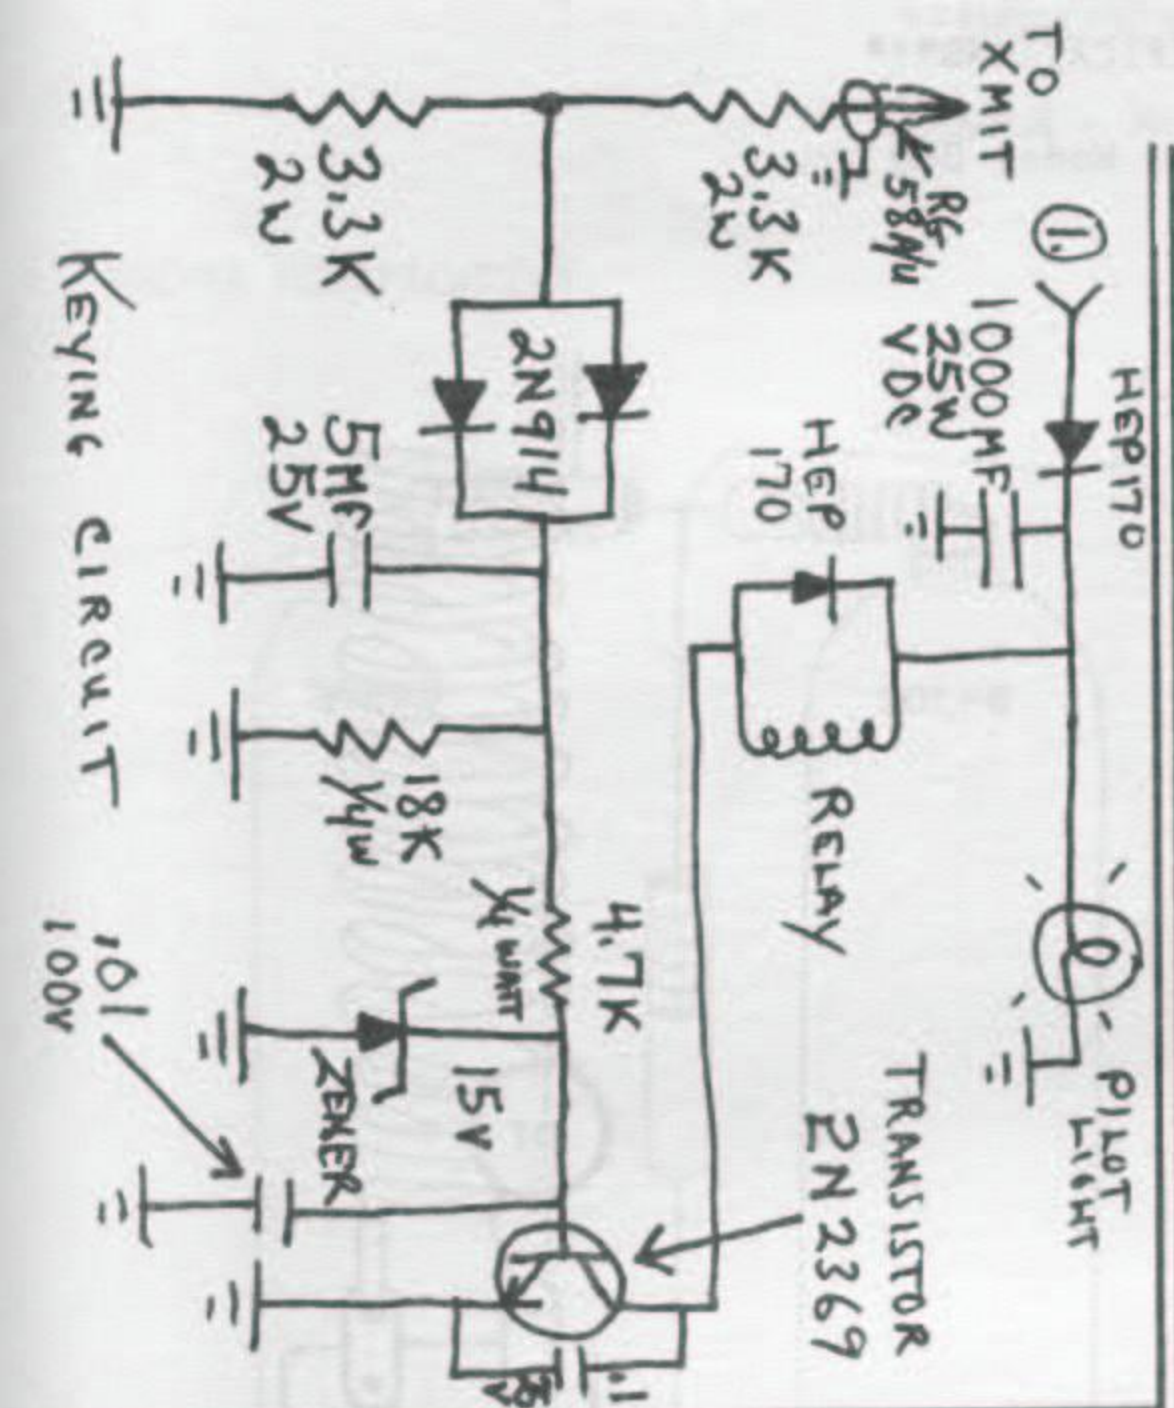 TO
XMIT
RG
58A/U
3.3K
2W
3.3K
2W
1.
HEP170
1000MF
25W
VDC
HEP
170
RELAY
PILOT
LIGHT
2N914
5MF
25V
18K
1/4W
4.7K
1/4 WATT
15V
ZENER
.01
100V
TRANSISTOR
2N2369
.1
KEYING CIRCUIT